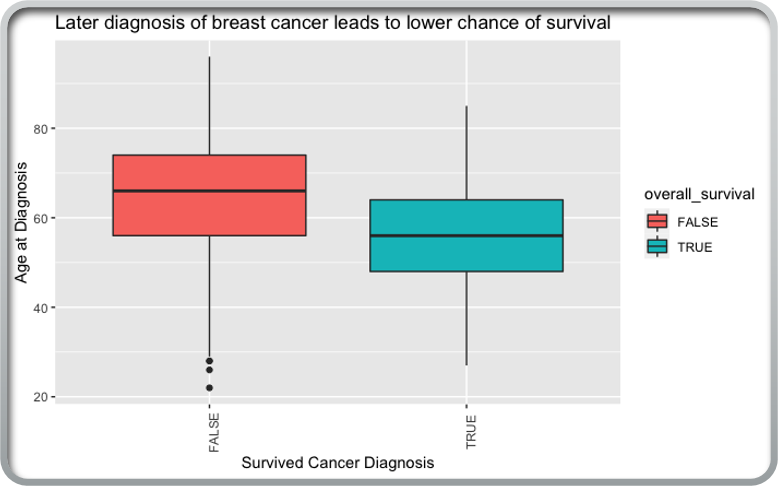 Later diagnosis of breast cancer leads to lower chance of survival
Age at Diagnosis
80
60
40
20
FALSE
TRUE
Survived Cancer Diagnosis
overall_survival
FALSE
TRUE